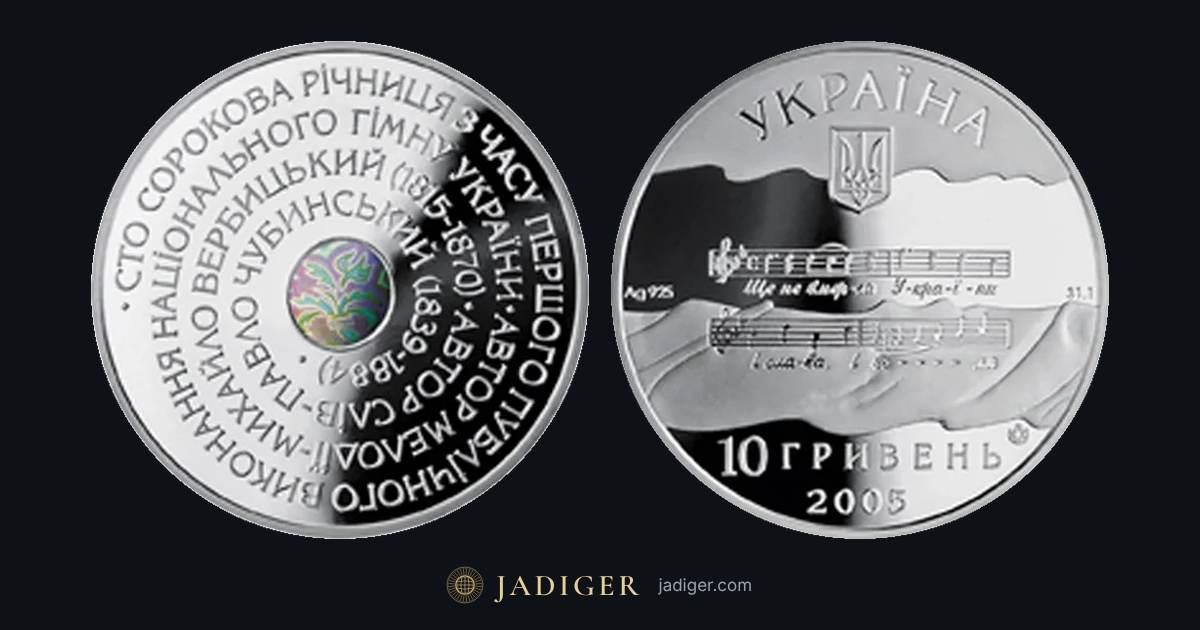 • СТО СОРОКОВА РІЧНИЦЯ З ЧАСУ ПЕРШОГО ПУБЛІЧНОГО
ВИКОНАННЯ НАЦІОНАЛЬНОГО ГІМНУ УКРАЇНИ • АВТОР МЕЛОДІЇ-
МИХАЙЛО ВЕРБИЦЬКИЙ (1815-1870) • АВТОР СЛІВ-
ПАВЛО ЧУБИНСЬКИЙ (1839-1884) •
УКРАЇНА
Ще не вмер-ла У-кра-ї-ни
Ag 925
31.1
і сла-ва, і
10 ГРИВЕНЬ
2005
JADIGER jadiger.com